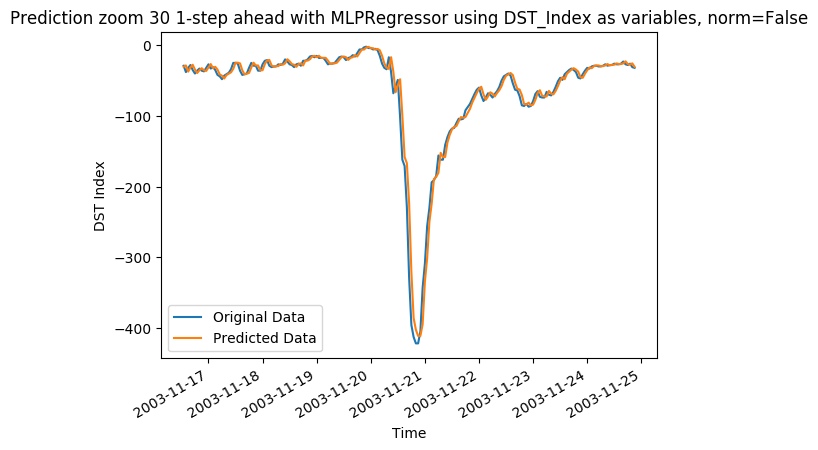 Prediction zoom 30 1-step ahead with MLPRegressor using DST_Index as variables, norm=False
0
−100
−200
−300
−400
DST Index
Original Data
Predicted Data
2003-11-17
2003-11-18
2003-11-19
2003-11-20
2003-11-21
2003-11-22
2003-11-23
2003-11-24
2003-11-25
Time